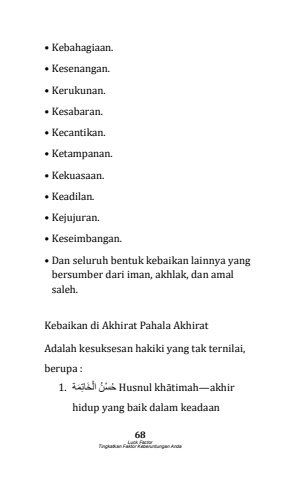 • Kebahagiaan.
• Kesenangan.
• Kerukunan.
• Kesabaran.
• Kecantikan.
• Ketampanan.
• Kekuasaan.
• Keadilan.
• Kejujuran.
• Keseimbangan.
• Dan seluruh bentuk kebaikan lainnya yang
bersumber dari iman, akhlak, dan amal
saleh.
Kebaikan di Akhirat Pahala Akhirat
Adalah kesuksesan hakiki yang tak ternilai,
berupa :
1. حُسْنُ الْخَاتِمَة Husnul khātimah—akhir
hidup yang baik dalam keadaan
68
Luck Factor
Tingkatkan Faktor Keberuntungan Anda